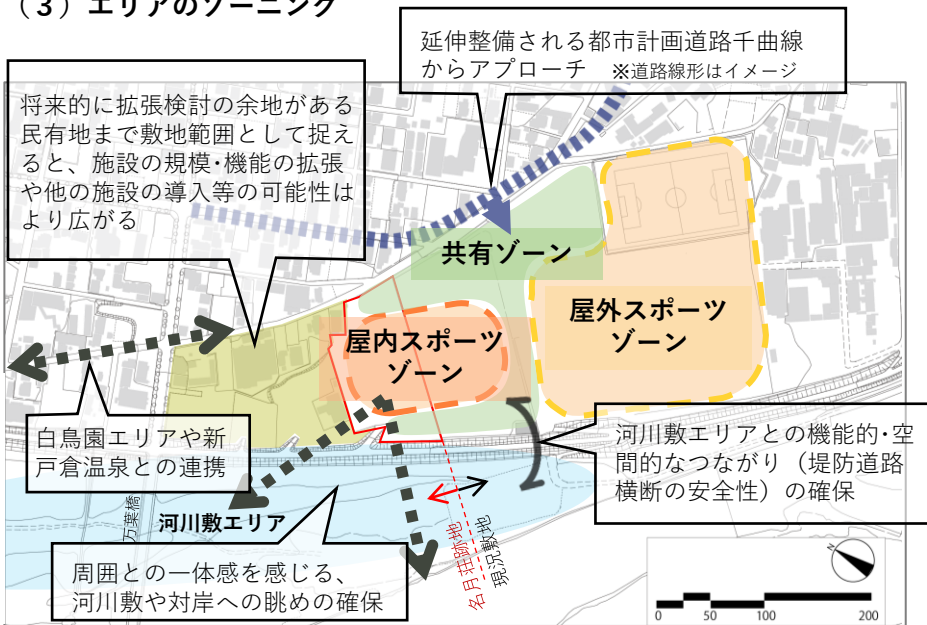 （３）エリアのゾーニング
延伸整備される都市計画道路千曲線
からアプローチ　※道路線形はイメージ
将来的に拡張検討の余地がある
民有地まで敷地範囲として捉え
ると、施設の規模・機能の拡張
や他の施設の導入等の可能性は
より広がる
共有ゾーン
屋外スポーツ
ゾーン
屋内スポーツ
ゾーン
白鳥園エリアや新
戸倉温泉との連携
河川敷エリアとの機能的・空
間的なつながり（堤防道路
横断の安全性）の確保
万葉橋
河川敷エリア
名月荘跡地
現況敷地
周囲との一体感を感じる、
河川敷や対岸への眺めの確保
N
0 50 100 200